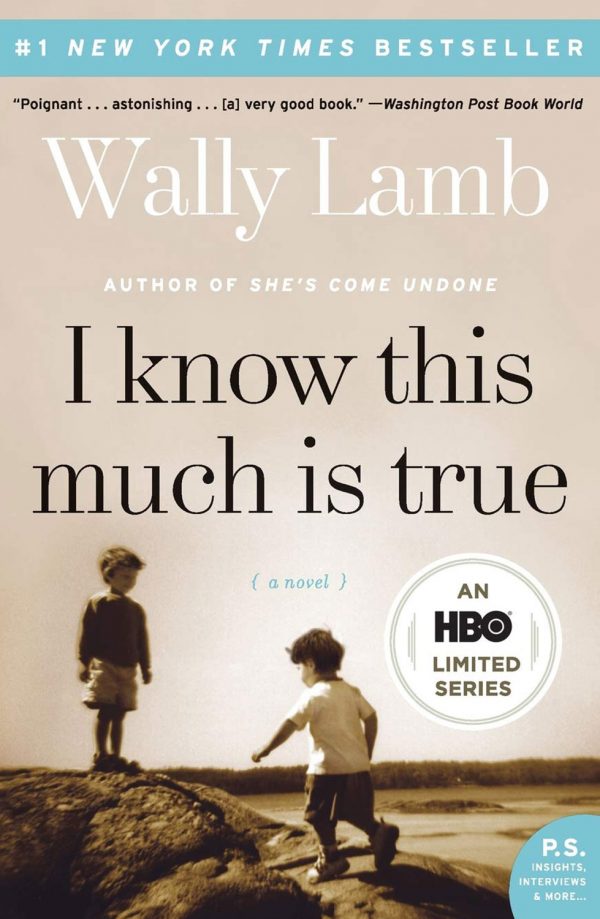 #1 NEW YORK TIMES BESTSELLER
“Poignant . . . astonishing . . . [a] very good book.” —Washington Post Book World
Wally Lamb
AUTHOR OF SHE'S COME UNDONE
I know this
much is true
{ a novel }
AN
HBO®
LIMITED
SERIES
P.S.
INSIGHTS,
INTERVIEWS
& MORE...